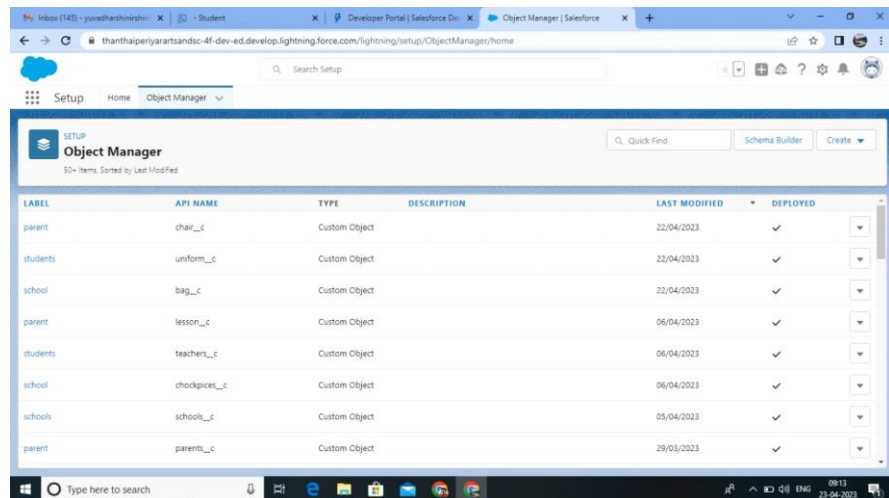 Inbox (145) - yuvadharshinirshin
- Student
Developer Portal | Salesforce De
Object Manager | Salesforce
thanthaiperiyarartsandsc-4f-dev-ed.develop.lightning.force.com/lightning/setup/ObjectManager/home
Search Setup
Setup Home Object Manager
SETUP
Object Manager
50+ Items, Sorted by Last Modified
Quick Find
Schema Builder
Create
LABEL API NAME TYPE DESCRIPTION LAST MODIFIED DEPLOYED
parent chair__c Custom Object 22/04/2023
students uniform__c Custom Object 22/04/2023
school bag__c Custom Object 22/04/2023
parent lesson__c Custom Object 06/04/2023
students teachers__c Custom Object 06/04/2023
school chockpices__c Custom Object 06/04/2023
schools schools__c Custom Object 05/04/2023
parent parents__c Custom Object 29/03/2023
Type here to search
ENG
09:13
23-04-2023